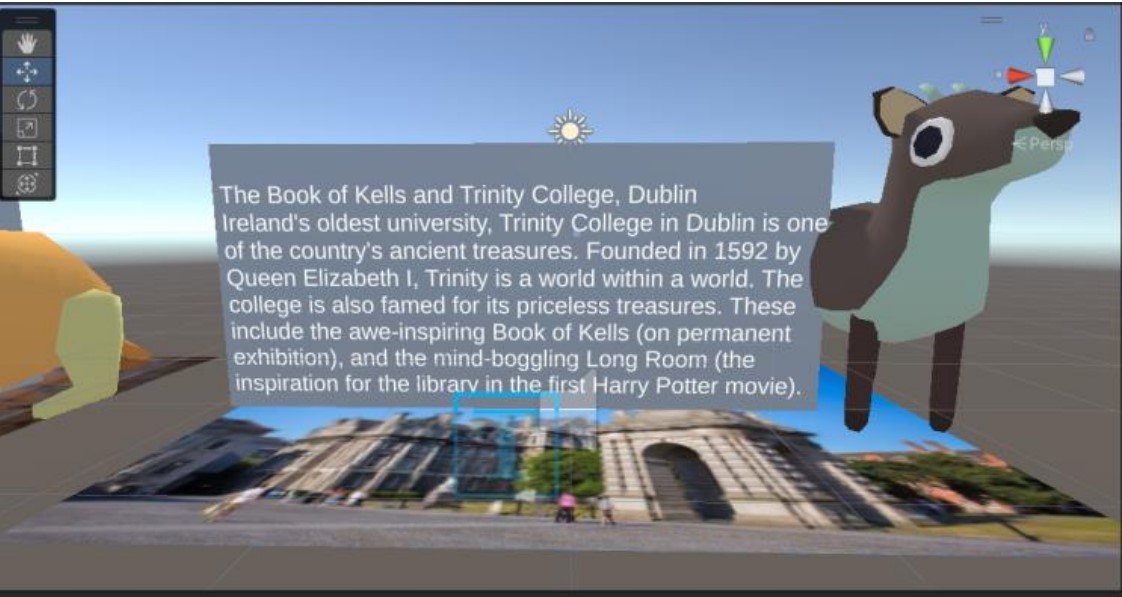 The Book of Kells and Trinity College, Dublin
Ireland's oldest university, Trinity College in Dublin is one
of the country's ancient treasures. Founded in 1592 by
Queen Elizabeth I, Trinity is a world within a world. The
college is also famed for its priceless treasures. These
include the awe-inspiring Book of Kells (on permanent
exhibition), and the mind-boggling Long Room (the
inspiration for the library in the first Harry Potter movie).
y
Persp